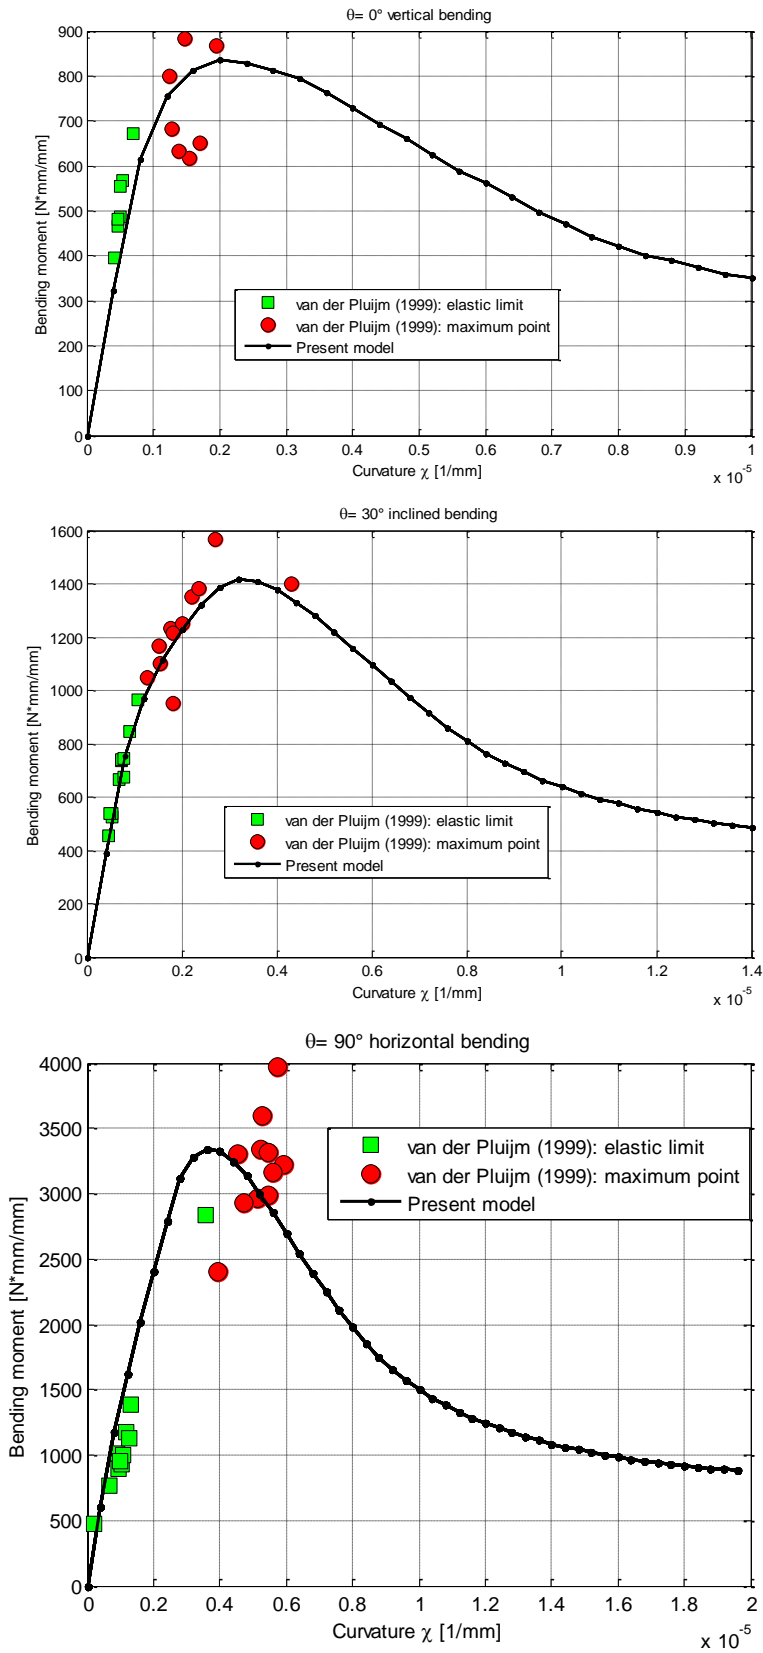 θ= 0° vertical bending
900
800
700
600
500
400
300
200
100
0
Bending moment [N*mm/mm]
van der Pluijm (1999): elastic limit
van der Pluijm (1999): maximum point
Present model
0 0.1 0.2 0.3 0.4 0.5 0.6 0.7 0.8 0.9 1
Curvature χ [1/mm]
x 10-5
θ= 30° inclined bending
1600
1400
1200
1000
800
600
400
200
0
Bending moment [N*mm/mm]
van der Pluijm (1999): elastic limit
van der Pluijm (1999): maximum point
Present model
0 0.2 0.4 0.6 0.8 1 1.2 1.4
Curvature χ [1/mm]
x 10-5
θ= 90° horizontal bending
4000
3500
3000
2500
2000
1500
1000
500
0
Bending moment [N*mm/mm]
van der Pluijm (1999): elastic limit
van der Pluijm (1999): maximum point
Present model
0 0.2 0.4 0.6 0.8 1 1.2 1.4 1.6 1.8 2
Curvature χ [1/mm]
x 10-5